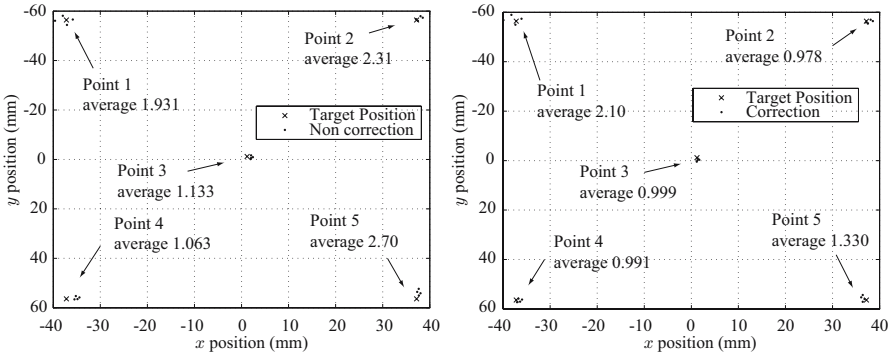 -60
-40
-20
0
20
40
60
-40
-30
-20
-10
0
10
20
30
40
y position (mm)
x position (mm)
Point 1
average 1.931
Point 2
average 2.31
× Target Position
· Non correction
Point 3
average 1.133
Point 4
average 1.063
Point 5
average 2.70
-60
-40
-20
0
20
40
60
-40
-30
-20
-10
0
10
20
30
40
y position (mm)
x position (mm)
Point 1
average 2.10
Point 2
average 0.978
× Target Position
· Correction
Point 3
average 0.999
Point 4
average 0.991
Point 5
average 1.330